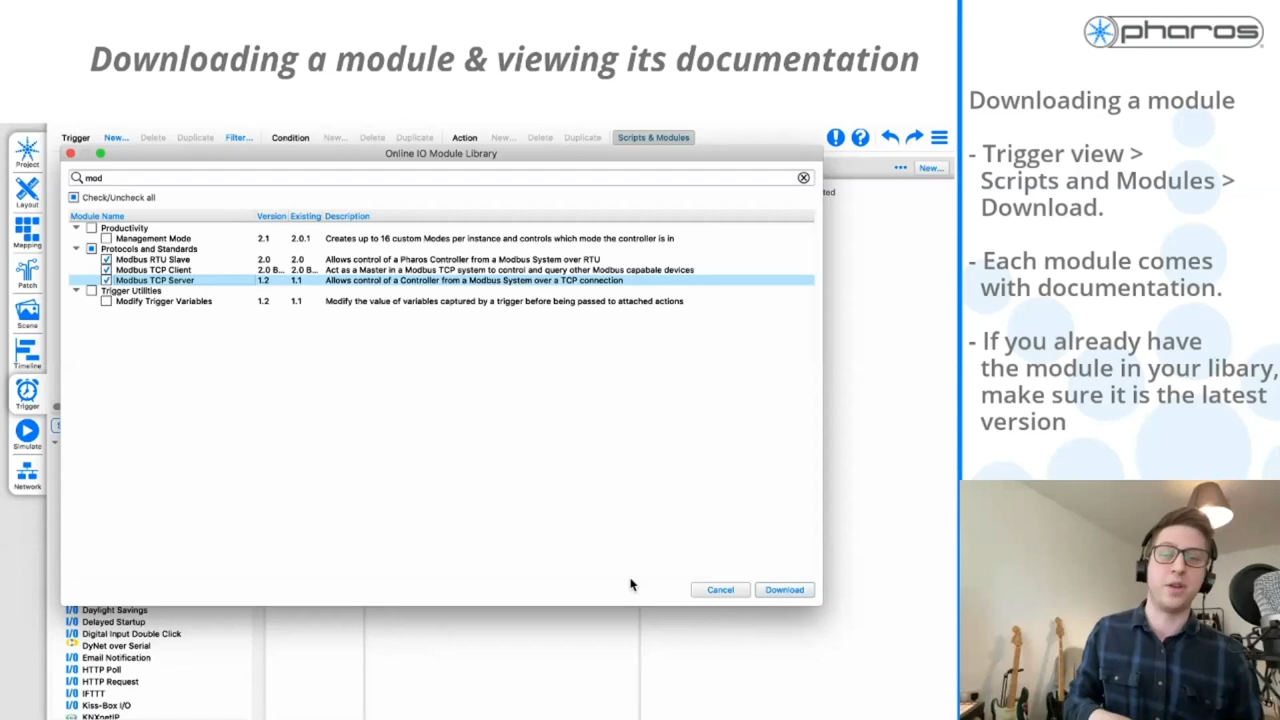 Downloading a module & viewing its documentation
pharos
Downloading a module
- Trigger view >
Scripts and Modules >
Download.
- Each module comes
with documentation.
- If you already have
the module in your libary,
make sure it is the latest
version
Trigger New... Delete Duplicate Filter... Condition New... Delete Duplicate Action New... Delete Duplicate Scripts & Modules
Online IO Module Library
••• New...
mod
Check/Uncheck all
Module Name Version Existing Description
Productivity
Management Mode 2.1 2.0.1 Creates up to 16 custom Modes per instance and controls which mode the controller is in
Protocols and Standards
Modbus RTU Slave 2.0 2.0 Allows control of a Pharos Controller from a Modbus System over RTU
Modbus TCP Client 2.0 B... 2.0 B... Act as a Master in a Modbus TCP system to control and query other Modbus capabale devices
Modbus TCP Server 1.2 1.1 Allows control of a Controller from a Modbus System over a TCP connection
Trigger Utilities
Modify Trigger Variables 1.2 1.1 Modify the value of variables captured by a trigger before being passed to attached actions
Cancel Download
Project
Layout
Mapping
Patch
Scene
Timeline
Trigger
Simulate
Network
I/O Daylight Savings
I/O Delayed Startup
I/O Digital Input Double Click
DyNet over Serial
I/O Email Notification
I/O HTTP Poll
I/O HTTP Request
I/O IFTTT
I/O Kiss-Box I/O
KNXnetIP